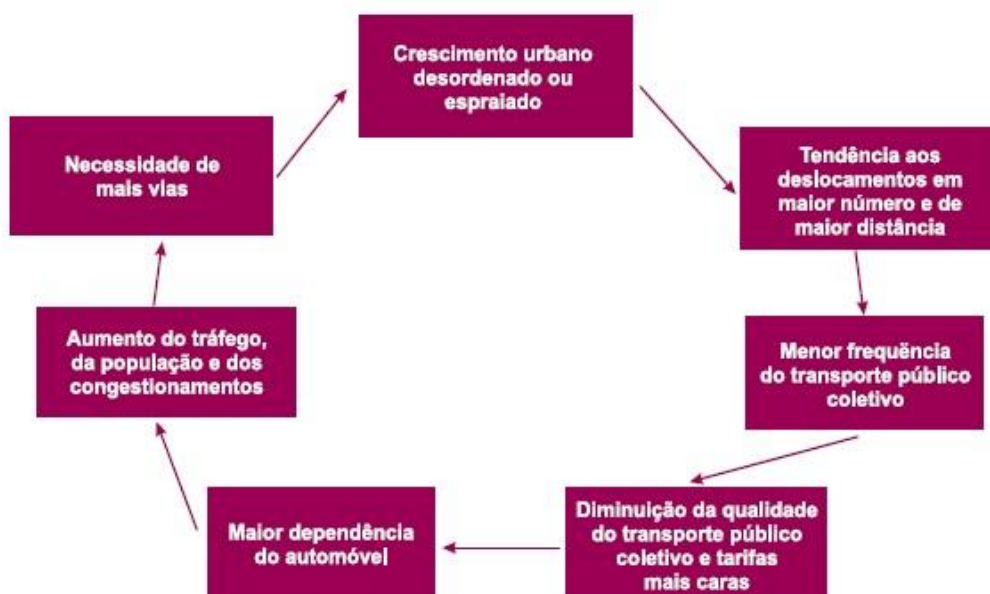 Crescimento urbano
desordenado ou
espraiado
Tendência aos
deslocamentos em
maior número e de
maior distância
Menor frequência
do transporte público
coletivo
Diminuição da qualidade
do transporte público
coletivo e tarifas
mais caras
Maior dependência
do automóvel
Aumento do tráfego,
da população e dos
congestionamentos
Necessidade de
mais vias